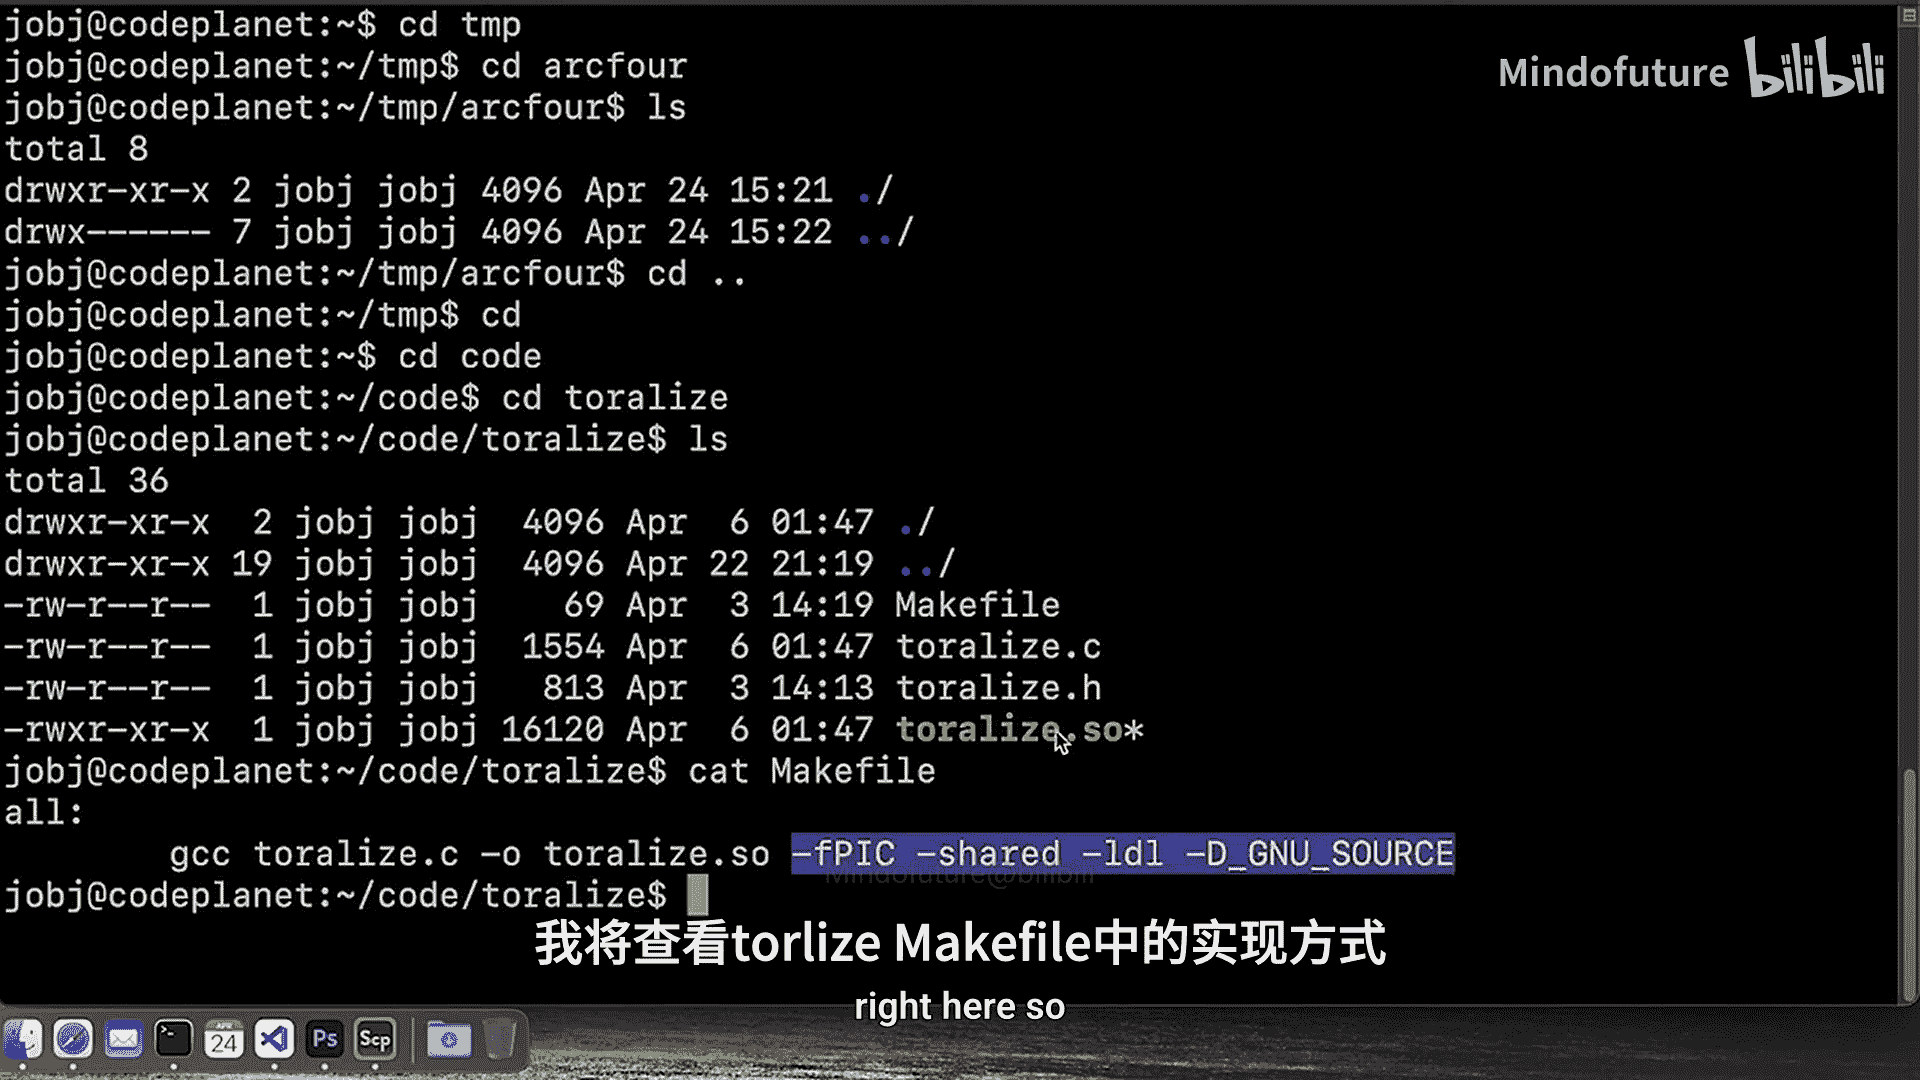 jobj@codeplanet:~$ cd tmp
jobj@codeplanet:~/tmp$ cd arcfour
jobj@codeplanet:~/tmp/arcfour$ ls
total 8
drwxr-xr-x 2 jobj jobj 4096 Apr 24 15:21 ./
drwx------ 7 jobj jobj 4096 Apr 24 15:22 ../
jobj@codeplanet:~/tmp/arcfour$ cd ..
jobj@codeplanet:~/tmp$ cd
jobj@codeplanet:~$ cd code
jobj@codeplanet:~/code$ cd toralize
jobj@codeplanet:~/code/toralize$ ls
total 36
drwxr-xr-x  2 jobj jobj  4096 Apr  6 01:47 ./
drwxr-xr-x 19 jobj jobj  4096 Apr 22 21:19 ../
-rw-r--r--  1 jobj jobj    69 Apr  3 14:19 Makefile
-rw-r--r--  1 jobj jobj  1554 Apr  6 01:47 toralize.c
-rw-r--r--  1 jobj jobj   813 Apr  3 14:13 toralize.h
-rwxr-xr-x  1 jobj jobj 16120 Apr  6 01:47 toralize.so*
jobj@codeplanet:~/code/toralize$ cat Makefile
all:
        gcc toralize.c -o toralize.so -fPIC -shared -ldl -D_GNU_SOURCE
jobj@codeplanet:~/code/toralize$
Mindofuture bilibili
Mindofuture@bilibili
我将查看torlize Makefile中的实现方式
right here so
APR
24
Ps
Scp